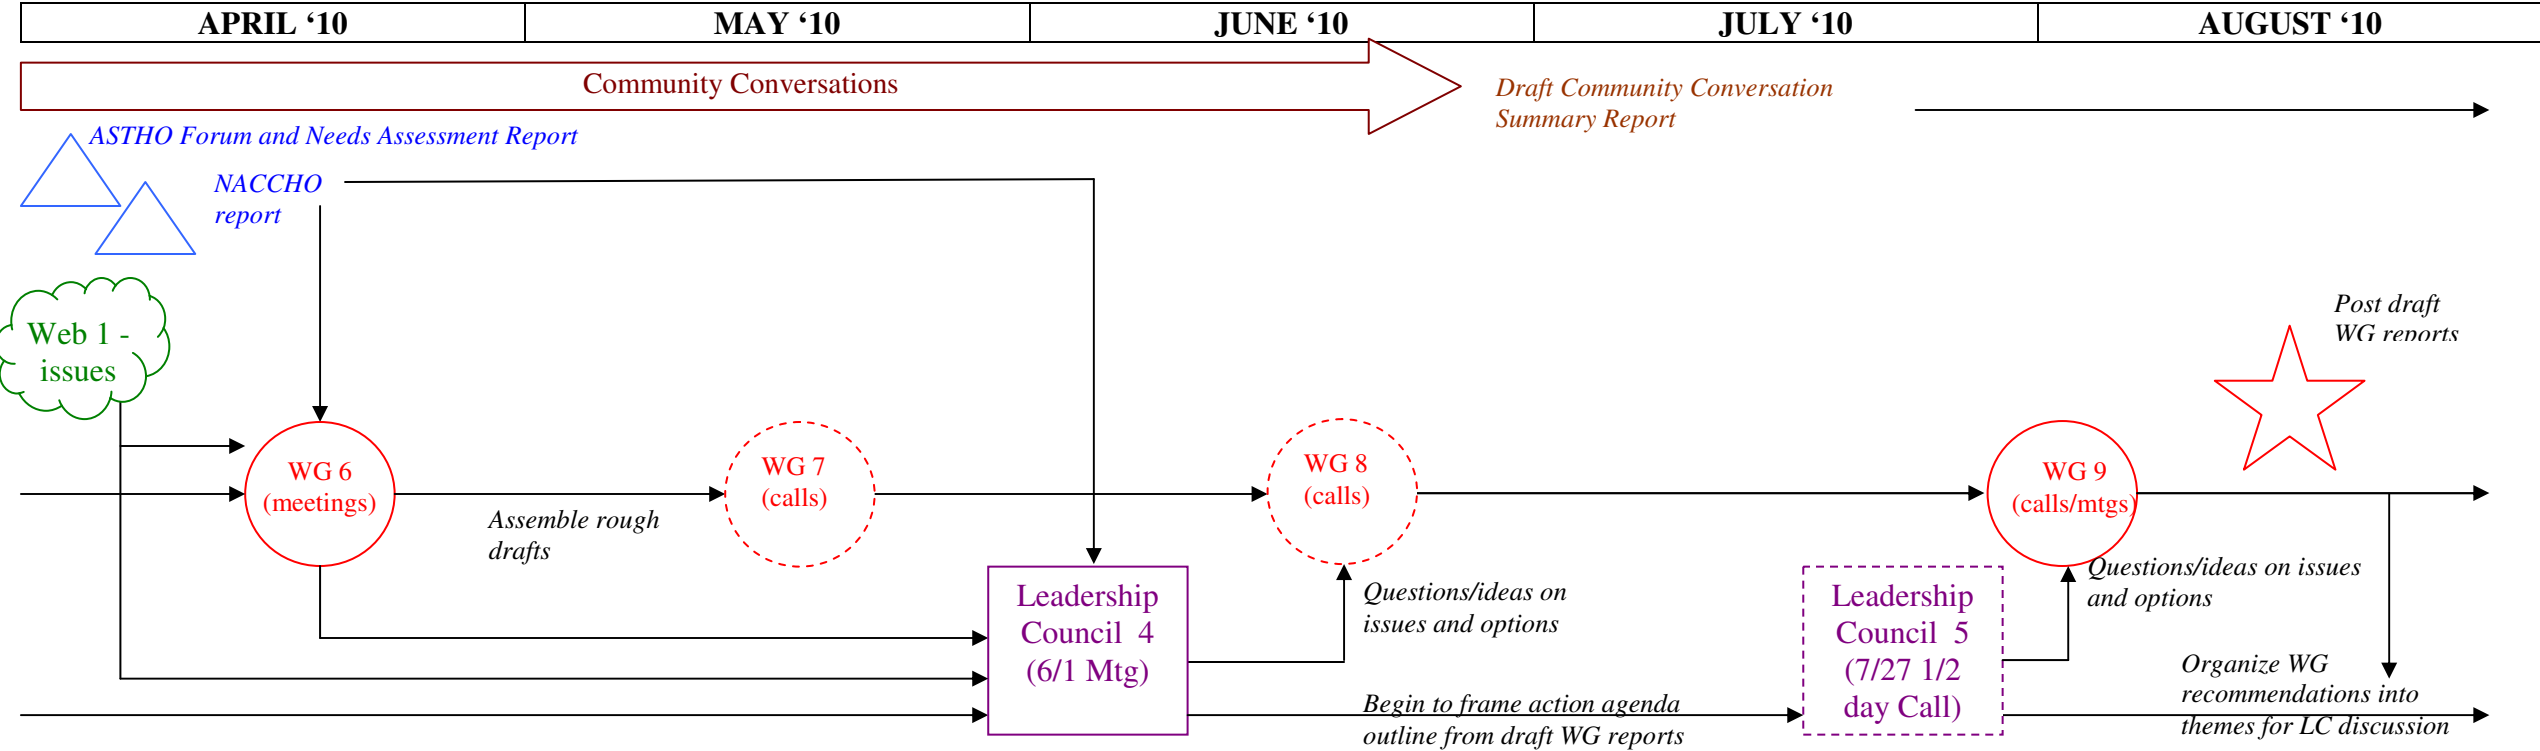 APRIL ‘10
MAY ‘10
JUNE ‘10
JULY ‘10
AUGUST ‘10
Community Conversations
Draft Community Conversation
Summary Report
ASTHO Forum and Needs Assessment Report
NACCHO
report
Web 1 -
issues
Post draft
WG reports
WG 6
(meetings)
Assemble rough
drafts
WG 7
(calls)
WG 8
(calls)
WG 9
(calls/mtgs)
Leadership
Council 4
(6/1 Mtg)
Questions/ideas on
issues and options
Begin to frame action agenda
outline from draft WG reports
Leadership
Council 5
(7/27 1/2
day Call)
Questions/ideas on issues
and options
Organize WG
recommendations into
themes for LC discussion